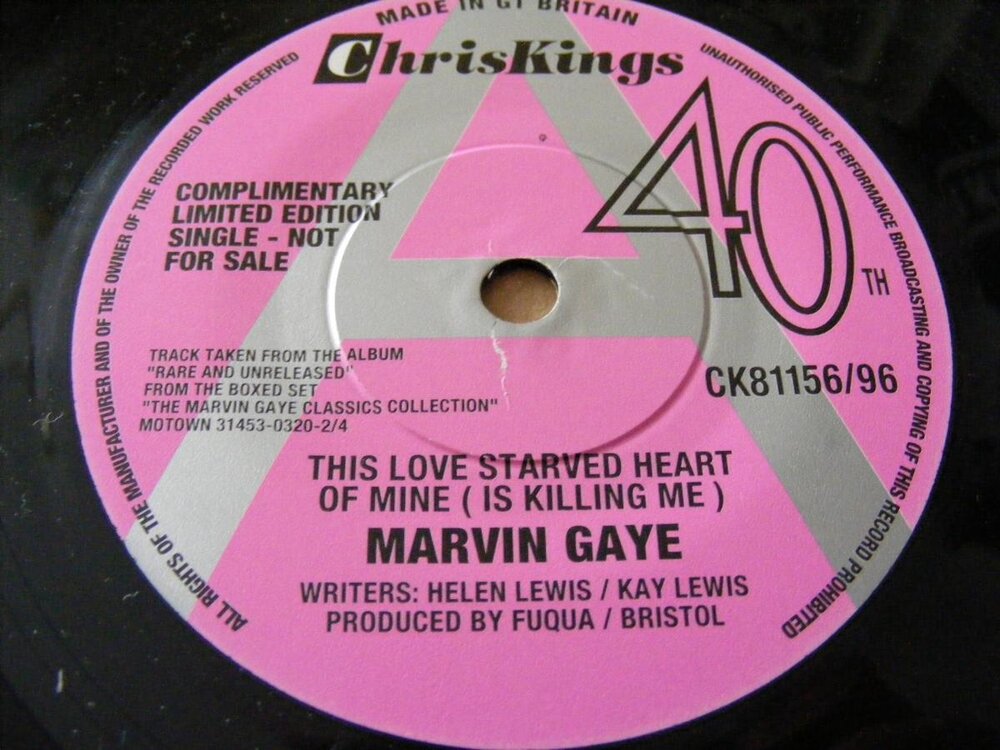 MADE IN GT BRITAIN
ChrisKings
UNAUTHORISED PUBLIC PERFORMANCE BROADCASTING AND COPYING OF THIS RECORD PROHIBITED
ALL RIGHTS OF THE MANUFACTURER AND OF THE OWNER OF THE RECORDED WORK RESERVED
A
40TH
COMPLIMENTARY
LIMITED EDITION
SINGLE - NOT
FOR SALE
TRACK TAKEN FROM THE ALBUM
"RARE AND UNRELEASED"
FROM THE BOXED SET
"THE MARVIN GAYE CLASSICS COLLECTION"
MOTOWN 31453-0320-2/4
CK81156/96
THIS LOVE STARVED HEART
OF MINE ( IS KILLING ME )
MARVIN GAYE
WRITERS: HELEN LEWIS / KAY LEWIS
PRODUCED BY FUQUA / BRISTOL